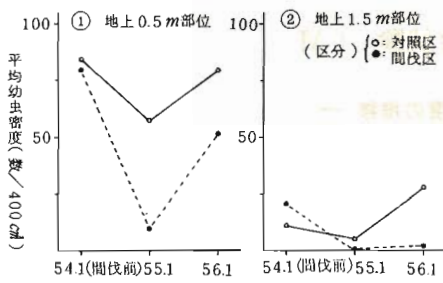 ① 地上0.5m部位
② 地上1.5m部位
(区分)
○:対照区
●:間伐区
平均幼虫密度(数/400㎠)
100
50
54.1(間伐前)55.1 56.1
100
50
54.1(間伐前)55.1 56.1